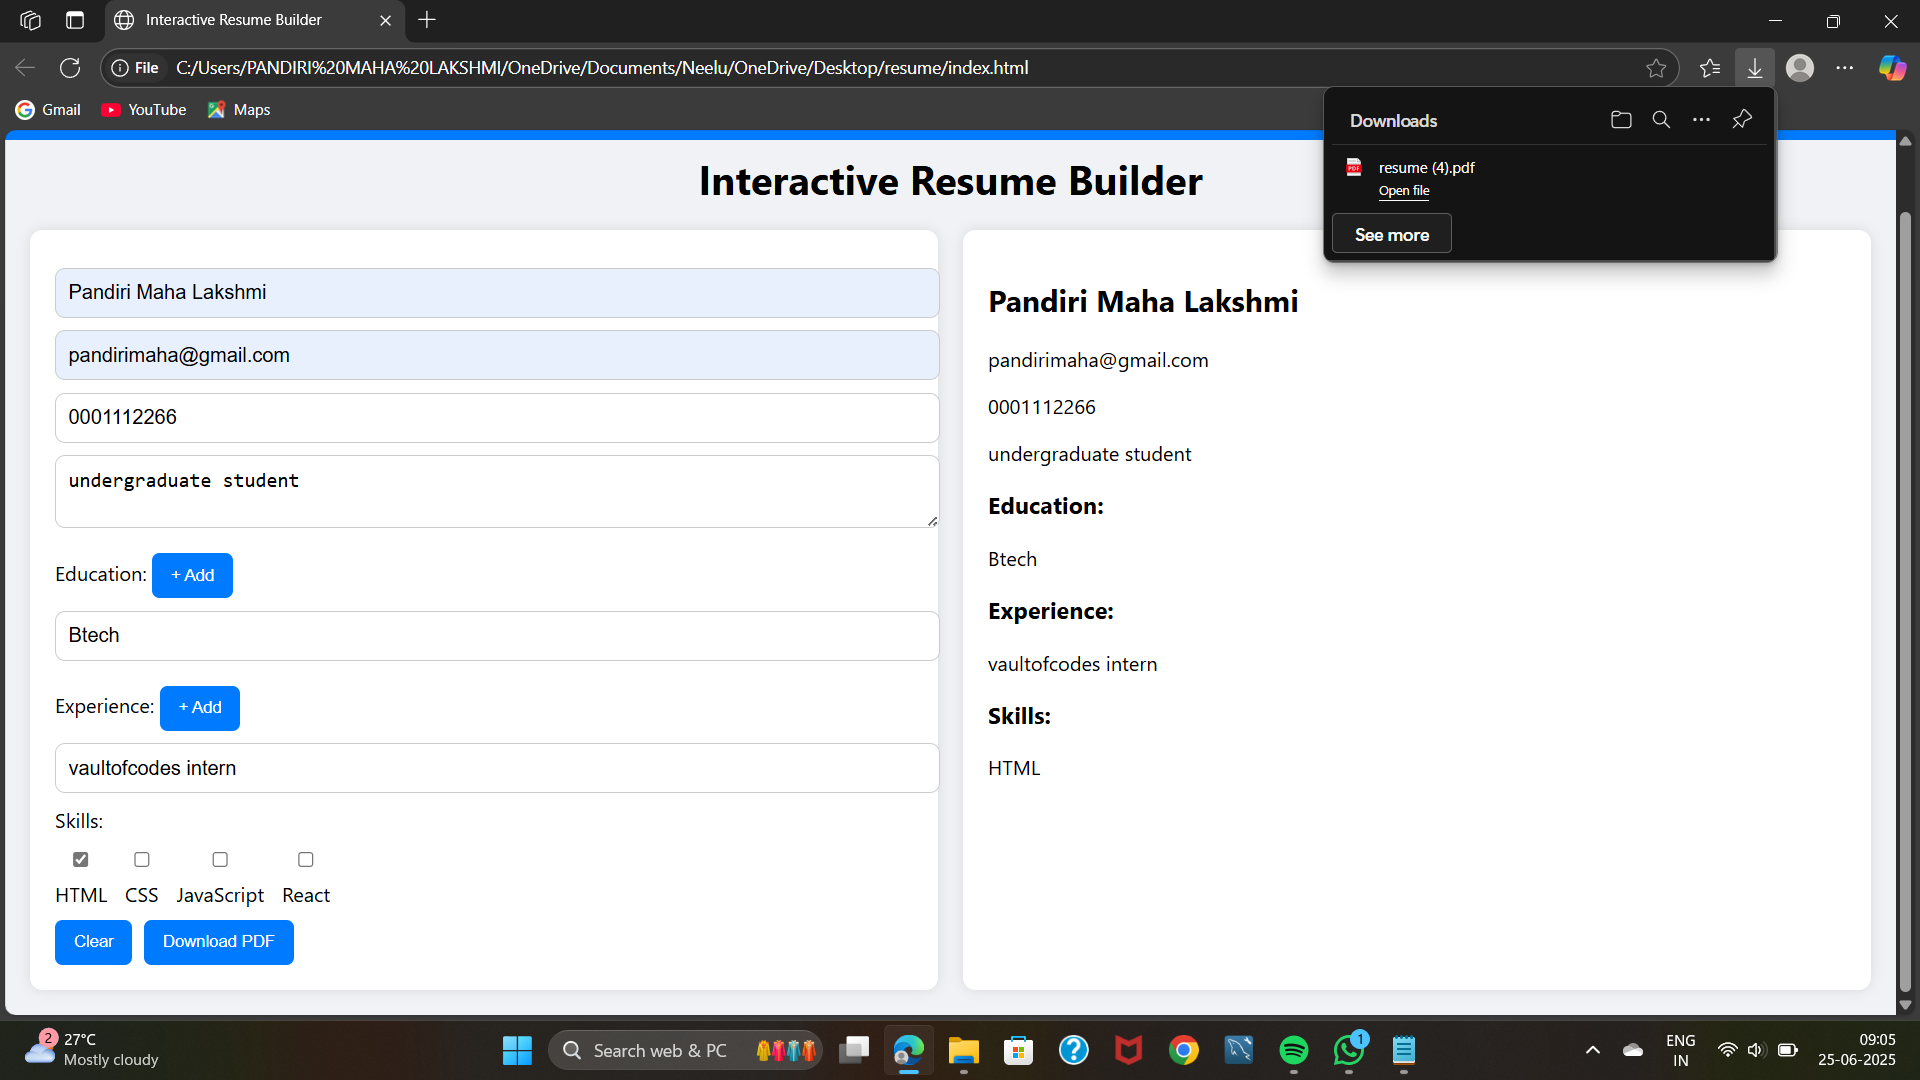 Interactive Resume Builder
File C:/Users/PANDIRI%20MAHA%20LAKSHMI/OneDrive/Documents/Neelu/OneDrive/Desktop/resume/index.html
Gmail YouTube Maps
Downloads
resume (4).pdf
Open file
See more
Interactive Resume Builder
Pandiri Maha Lakshmi
pandirimaha@gmail.com
0001112266
undergraduate student
Education: + Add
Btech
Experience: + Add
vaultofcodes intern
Skills:
HTML CSS JavaScript React
Clear Download PDF
Pandiri Maha Lakshmi
pandirimaha@gmail.com
0001112266
undergraduate student
Education:
Btech
Experience:
vaultofcodes intern
Skills:
HTML
2 27°C
Mostly cloudy
Search web & PC
1
ENG
IN
09:05
25-06-2025